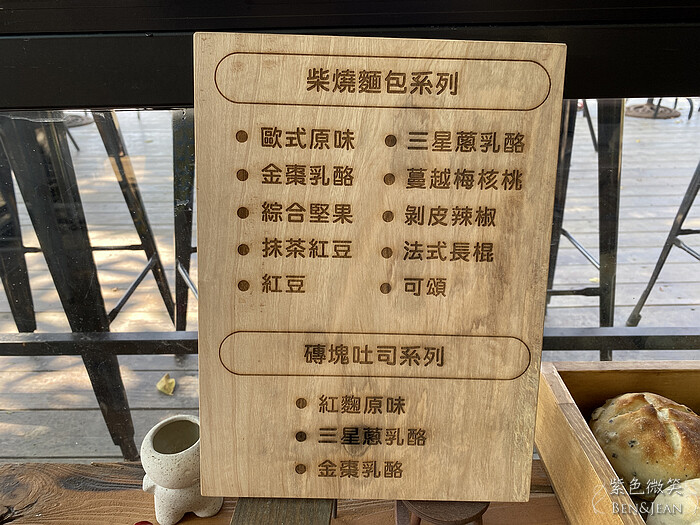 柴燒麵包系列
歐式原味
金棗乳酪
綜合堅果
抹茶紅豆
紅豆
三星蔥乳酪
蔓越梅核桃
剝皮辣椒
法式長棍
可頌
磚塊吐司系列
紅麴原味
三星蔥乳酪
金棗乳酪
紫色微笑
BEN&JEAN